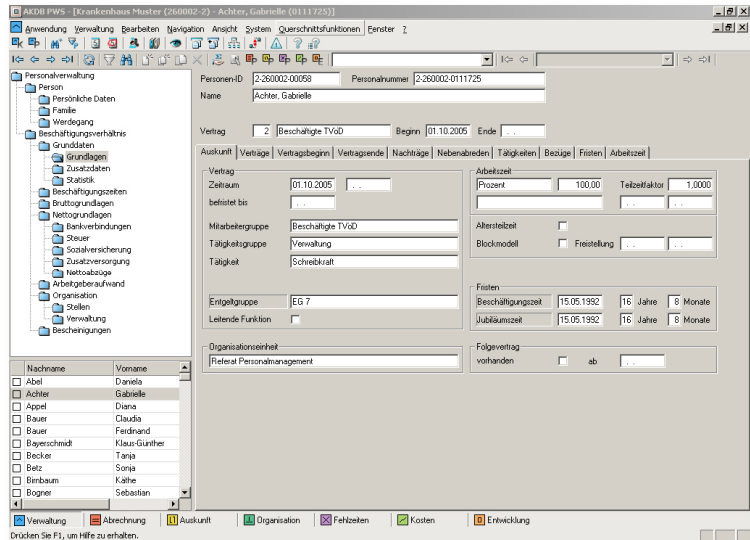 AKDB PWS - [Krankenhaus Muster (260002-2) - Achter, Gabrielle (0111725)]
Anwendung Verwaltung Bearbeiten Navigation Ansicht System Querschnittsfunktionen Fenster ?
Personalverwaltung
Person
Persönliche Daten
Familie
Werdegang
Beschäftigungsverhältnis
Grunddaten
Grundlagen
Zusatzdaten
Statistik
Beschäftigungszeiten
Bruttogrundlagen
Nettogrundlagen
Bankverbindungen
Steuer
Sozialversicherung
Zusatzversorgung
Nettoabzüge
Arbeitgeberaufwand
Organisation
Stellen
Verwaltung
Bescheinigungen
Nachname Vorname
Abel Daniela
Achter Gabrielle
Appel Diana
Bauer Claudia
Bauer Ferdinand
Bayerschmidt Klaus-Günther
Becker Tanja
Betz Sonja
Birnbaum Käthe
Bogner Sebastian
Personen-ID 2-260002-00058 Personalnummer 2-260002-0111725
Name Achter, Gabrielle
Vertrag 2 Beschäftigte TVöD Beginn 01.10.2005 Ende . .
Auskunft Verträge Vertragsbeginn Vertragsende Nachträge Nebenabreden Tätigkeiten Bezüge Fristen Arbeitszeit
Vertrag
Zeitraum 01.10.2005 . .
befristet bis . .
Mitarbeitergruppe Beschäftigte TVöD
Tätigkeitsgruppe Verwaltung
Tätigkeit Schreibkraft
Entgeltgruppe EG 7
Leitende Funktion
Organisationseinheit
Referat Personalmanagement
Arbeitszeit
Prozent 100,00 Teilzeitfaktor 1,0000
. . . .
Altersteilzeit
Blockmodell Freistellung . . . .
Fristen
Beschäftigungszeit 15.05.1992 16 Jahre 8 Monate
Jubiläumszeit 15.05.1992 16 Jahre 8 Monate
Folgevertrag
vorhanden ab . .
Verwaltung Abrechnung Auskunft Organisation Fehlzeiten Kosten Entwicklung
Drücken Sie F1, um Hilfe zu erhalten.